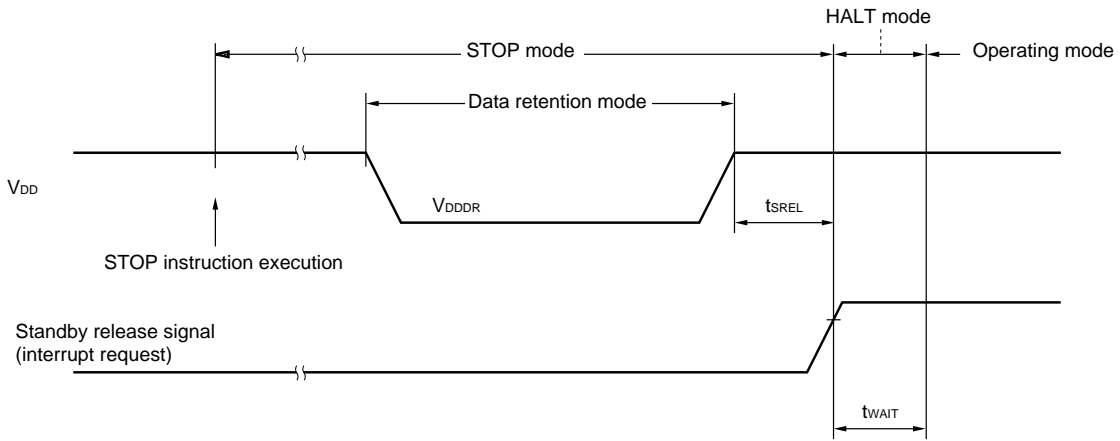 HALT mode
STOP mode
Operating mode
Data retention mode
VDD
VDDDR
tSREL
STOP instruction execution
Standby release signal
(interrupt request)
tWAIT